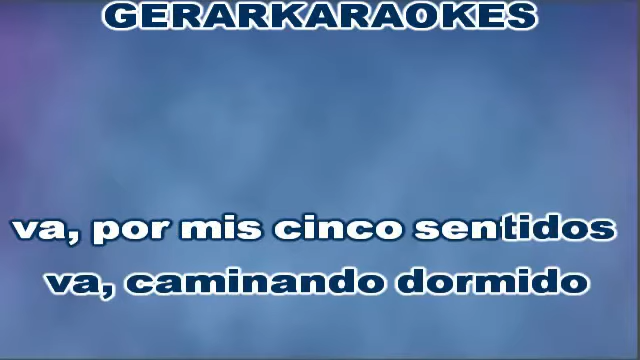 GERARKARAOKES
va, por mis cinco sentidos
va, caminando dormido